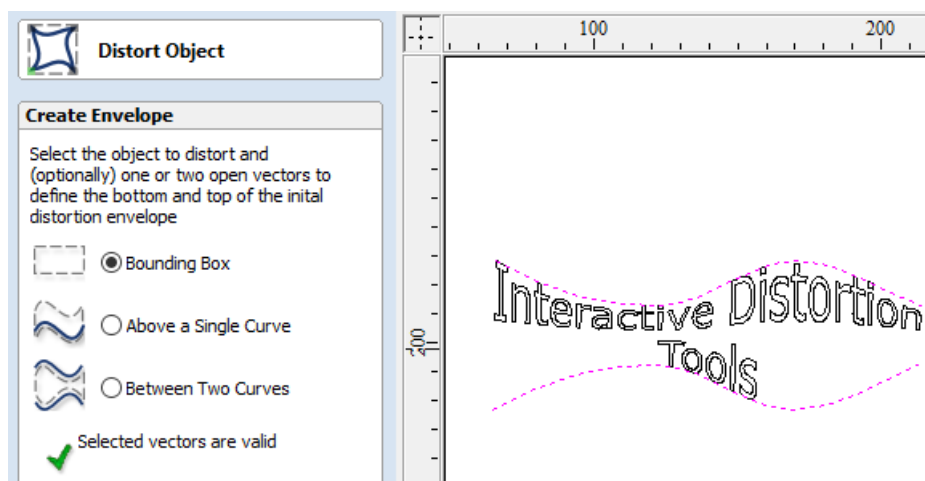 Distort Object
Create Envelope
Select the object to distort and
(optionally) one or two open vectors to
define the bottom and top of the inital
distortion envelope
Bounding Box
Above a Single Curve
Between Two Curves
Selected vectors are valid
100 200
Interactive Distortion
Tools
200